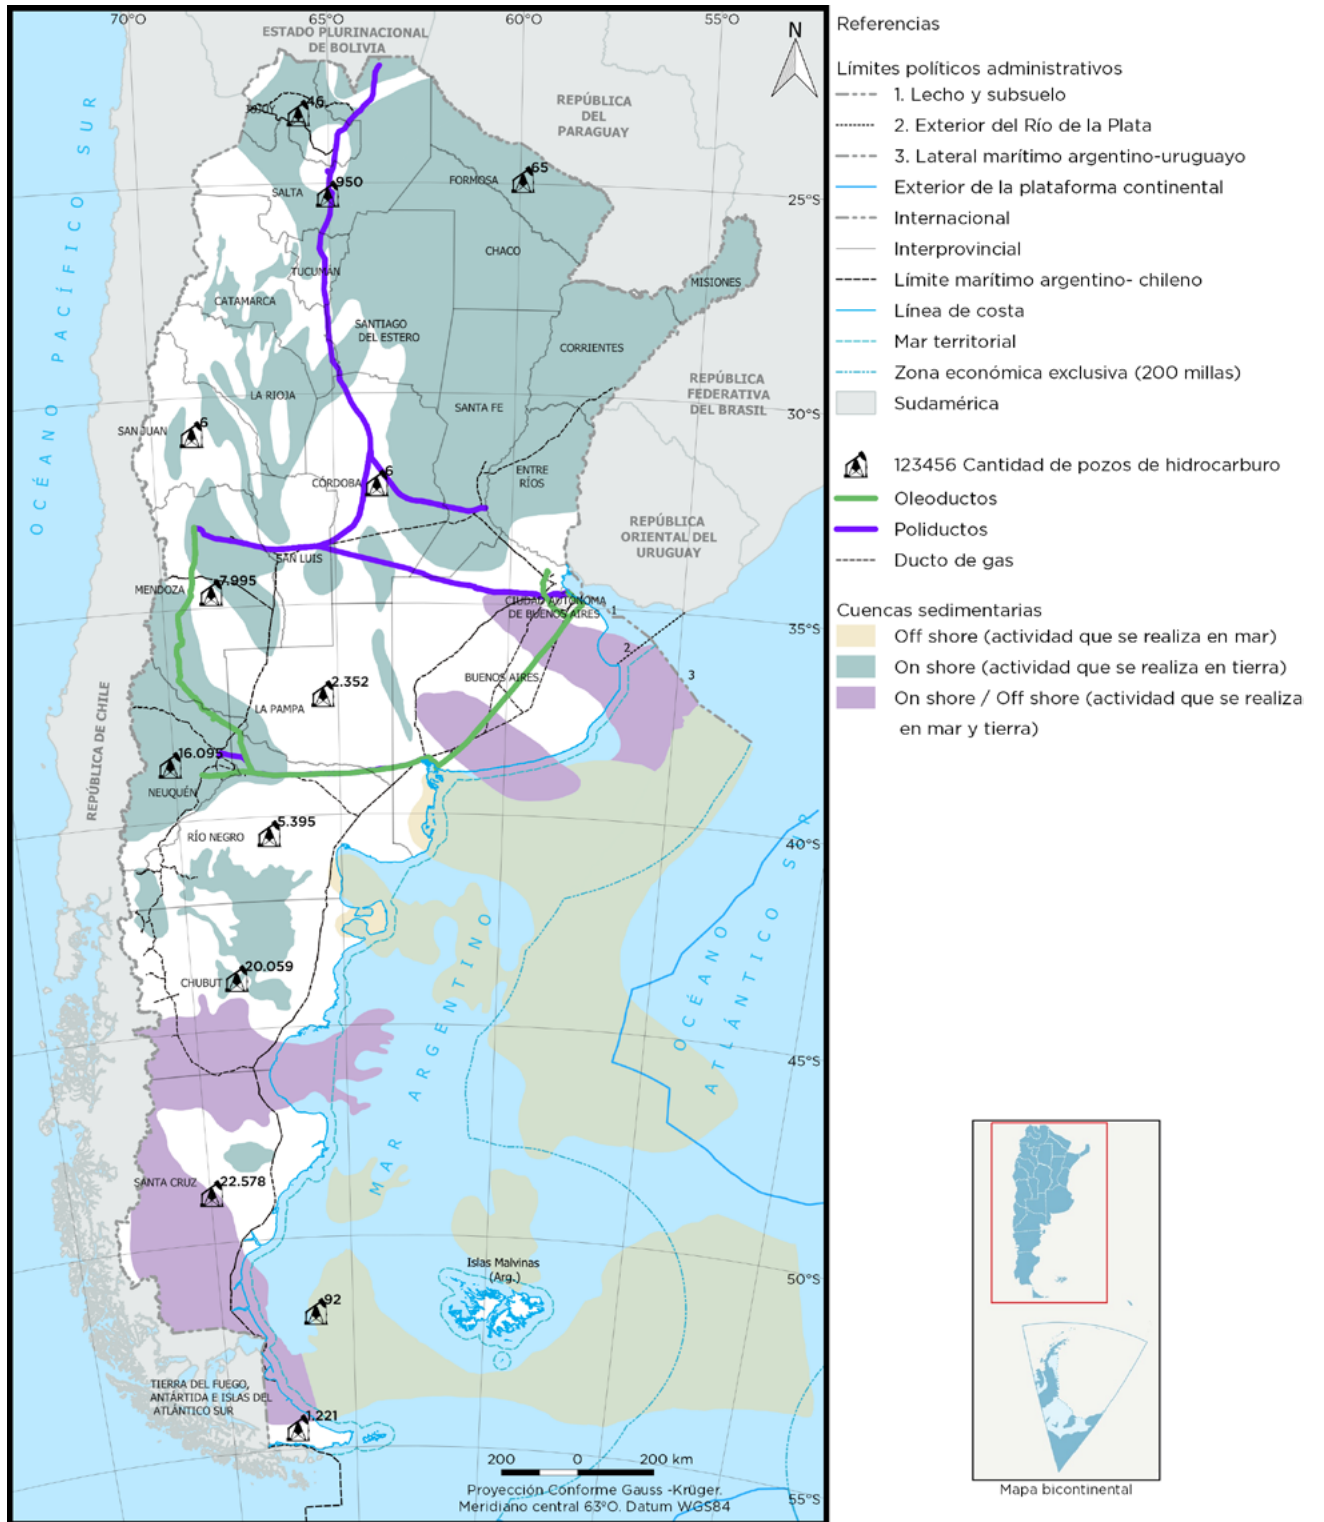 70°O
65°O
60°O
55°O
ESTADO PLURINACIONAL
DE BOLIVIA
N
REPÚBLICA
DEL
PARAGUAY
JUJUY
46
SALTA
950
FORMOSA
65
25°S
CHACO
TUCUMÁN
MISIONES
CATAMARCA
SANTIAGO
DEL ESTERO
CORRIENTES
LA RIOJA
SANTA FE
REPÚBLICA
FEDERATIVA
DEL BRASIL
30°S
SAN JUAN
6
CÓRDOBA
6
ENTRE
RÍOS
REPÚBLICA
ORIENTAL DEL
URUGUAY
SAN LUIS
MENDOZA
7.995
CIUDAD AUTÓNOMA
DE BUENOS AIRES
1
35°S
2
3
BUENOS AIRES
2.352
LA PAMPA
REPÚBLICA DE CHILE
16.095
NEUQUÉN
5.395
RÍO NEGRO
40°S
20.059
CHUBUT
45°S
OCÉANO PACÍFICO SUR
MAR ARGENTINO
OCÉANO
ATLÁNTICO SUR
SANTA CRUZ
22.578
Islas Malvinas
(Arg.)
50°S
92
TIERRA DEL FUEGO,
ANTÁRTIDA E ISLAS DEL
ATLÁNTICO SUR
1.221
200 0 200 km
Proyección Conforme Gauss -Krüger.
Meridiano central 63°O. Datum WGS84
55°S
Referencias
Límites políticos administrativos
1. Lecho y subsuelo
2. Exterior del Río de la Plata
3. Lateral marítimo argentino-uruguayo
Exterior de la plataforma continental
Internacional
Interprovincial
Límite marítimo argentino- chileno
Línea de costa
Mar territorial
Zona económica exclusiva (200 millas)
Sudamérica
123456 Cantidad de pozos de hidrocarburo
Oleoductos
Poliductos
Ducto de gas
Cuencas sedimentarias
Off shore (actividad que se realiza en mar)
On shore (actividad que se realiza en tierra)
On shore / Off shore (actividad que se realiza
en mar y tierra)
Mapa bicontinental